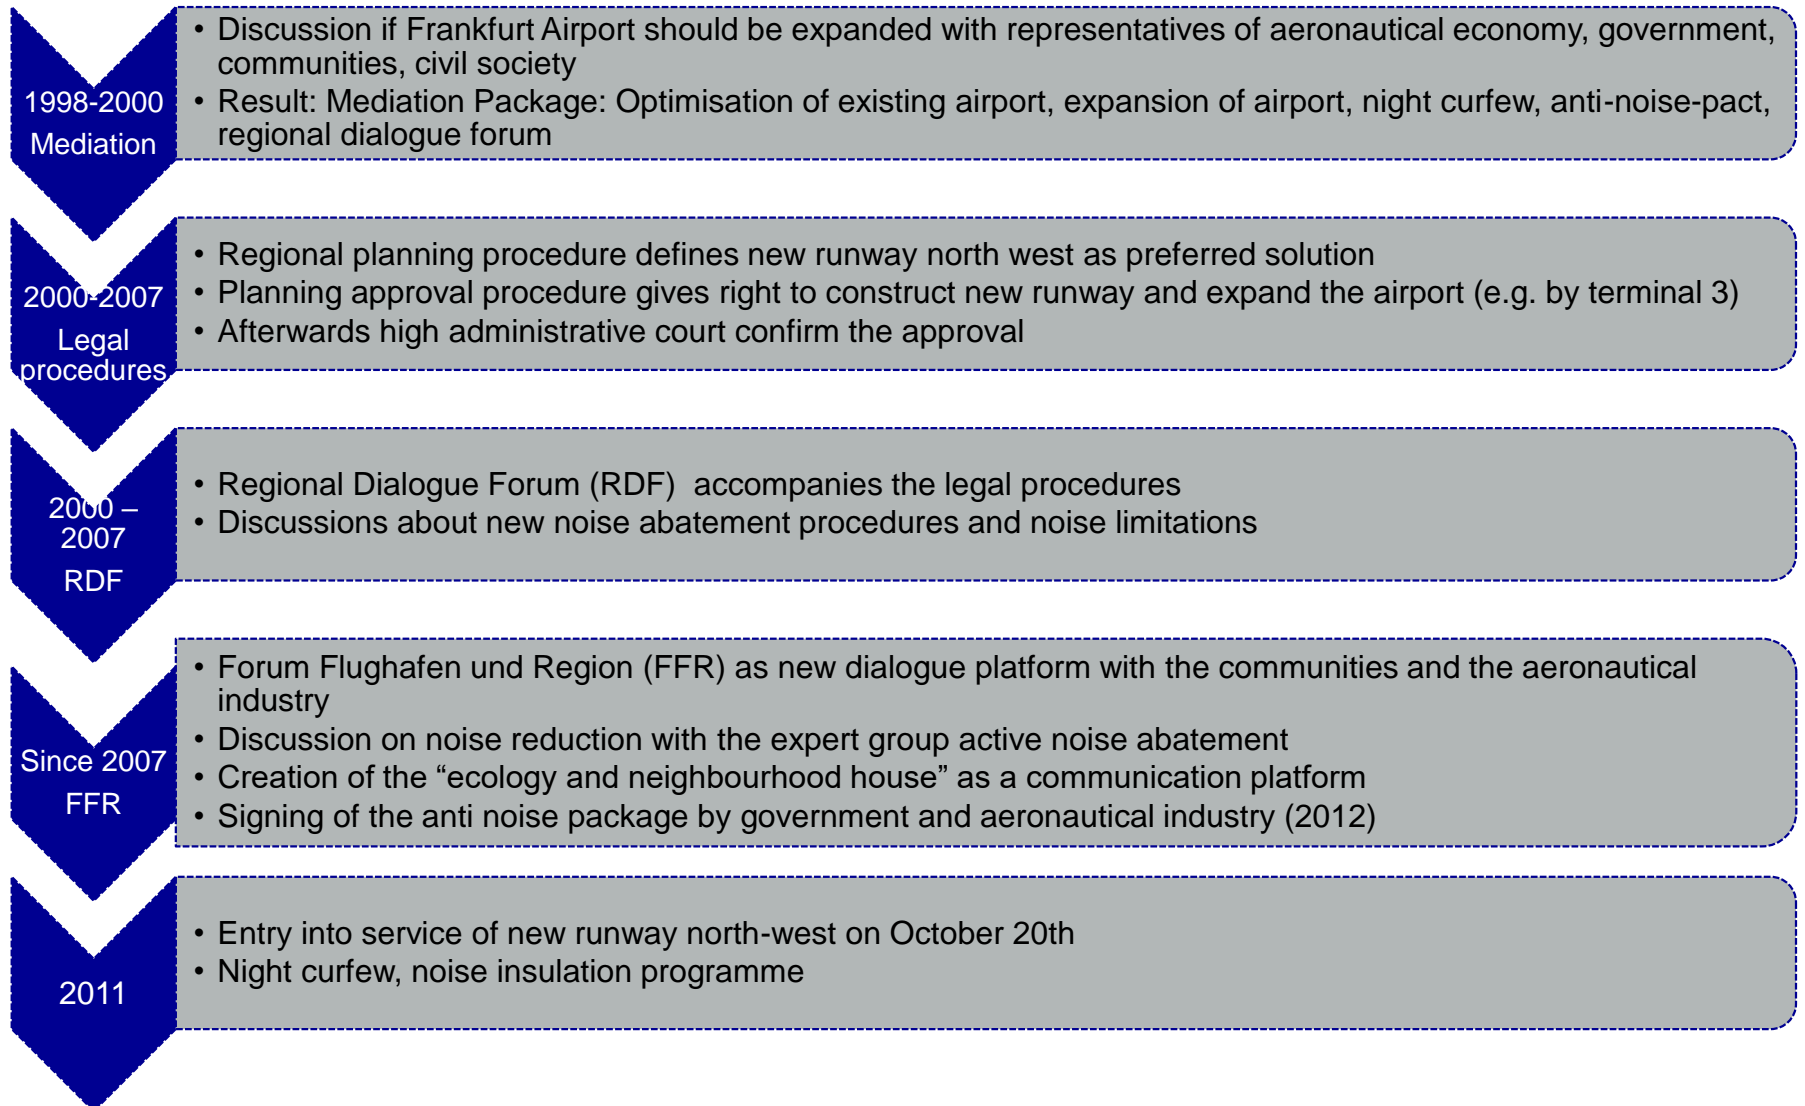 1998-2000
Mediation
• Discussion if Frankfurt Airport should be expanded with representatives of aeronautical economy, government,
communities, civil society
• Result: Mediation Package: Optimisation of existing airport, expansion of airport, night curfew, anti-noise-pact,
regional dialogue forum
2000-2007
Legal
procedures
• Regional planning procedure defines new runway north west as preferred solution
• Planning approval procedure gives right to construct new runway and expand the airport (e.g. by terminal 3)
• Afterwards high administrative court confirm the approval
2000 –
2007
RDF
• Regional Dialogue Forum (RDF)  accompanies the legal procedures
• Discussions about new noise abatement procedures and noise limitations
Since 2007
FFR
• Forum Flughafen und Region (FFR) as new dialogue platform with the communities and the aeronautical
industry
• Discussion on noise reduction with the expert group active noise abatement
• Creation of the “ecology and neighbourhood house” as a communication platform
• Signing of the anti noise package by government and aeronautical industry (2012)
2011
• Entry into service of new runway north-west on October 20th
• Night curfew, noise insulation programme